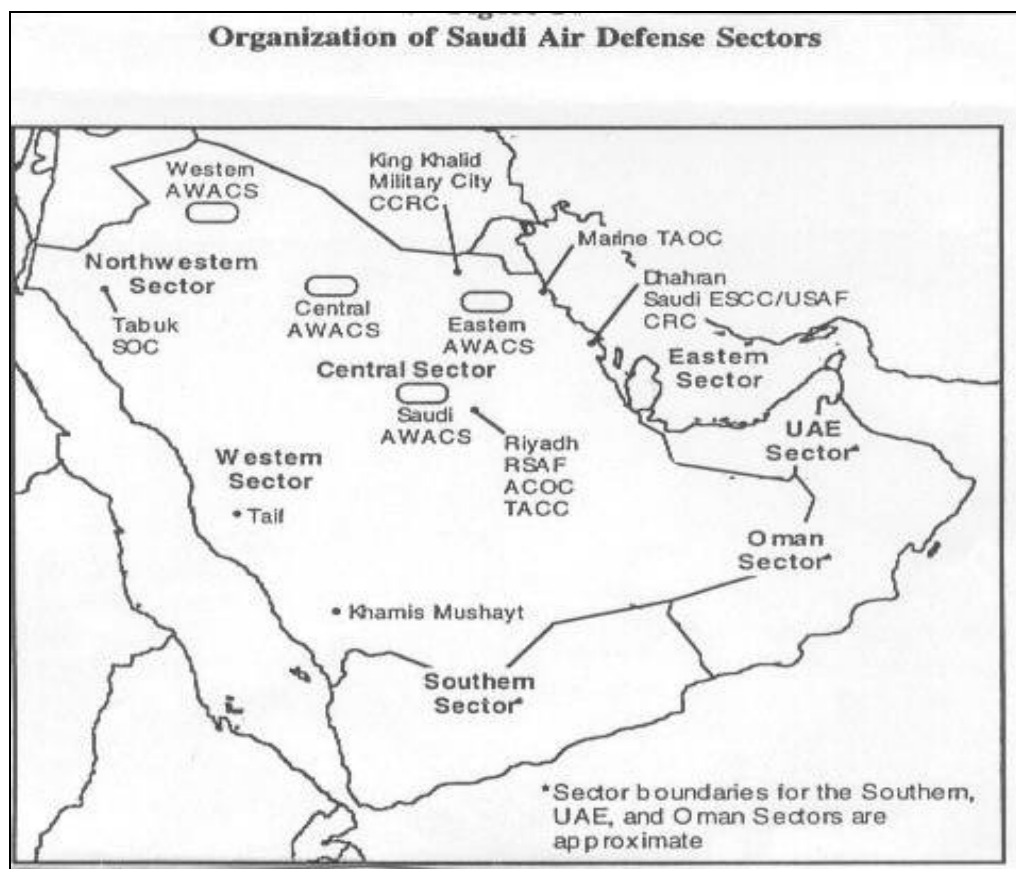 Organization of Saudi Air Defense Sectors
Western
AWACS
King Khalid
Military City
CCRC
Marine TAOC
Northwestern
Sector
Dhahran
Saudi ESCC/USAF
CRC
Tabuk
SOC
Central
AWACS
Eastern
AWACS
Eastern
Sector
Central Sector
Saudi
AWACS
Riyadh
RSAF
ACOC
TACC
UAE
Sector*
Western
Sector
Taif
Oman
Sector*
Khamis Mushayt
Southern
Sector*
*Sector boundaries for the Southern,
UAE, and Oman Sectors are
approximate